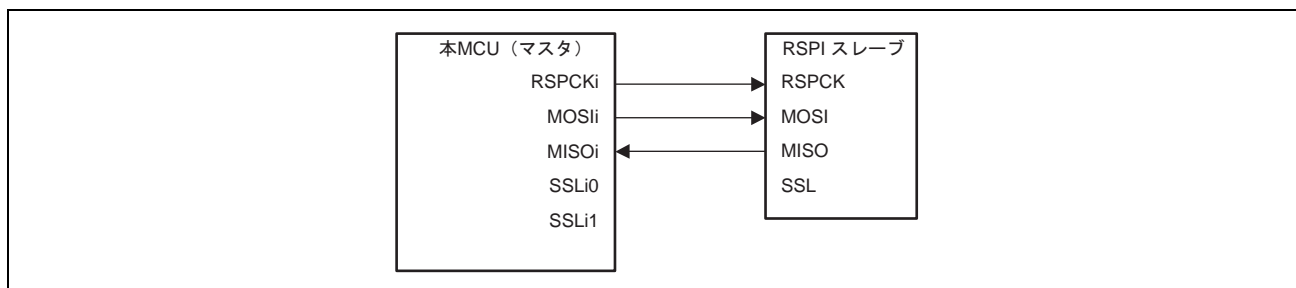 本MCU（マスタ）
RSPCKi
MOSIi
MISOi
SSLi0
SSLi1
RSPI スレーブ
RSPCK
MOSI
MISO
SSL